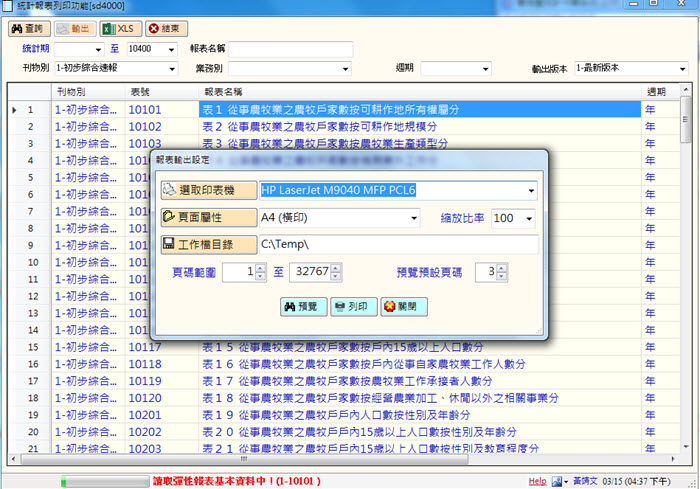 統計報表列印功能[sd4000]
查詢 輸出 XLS 結束
統計期 至 10400 報表名稱
刊物別 1-初步綜合速報 業務別 週期 輸出版本 1-最新版本
刊物別 表號 報表名稱 週期
1 1-初步綜合... 10101 表１ 從事農牧業之農牧戶家數按可耕作地所有權屬分 年
2 1-初步綜合... 10102 表２ 從事農牧業之農牧戶家數按可耕作地規模分 年
3 1-初步綜合... 10103 表３ 從事農牧業之農牧戶家數按農牧業生產類型分 年
4 1-初步綜合... 年
5 1-初步綜合... 年
6 1-初步綜合... 年
7 1-初步綜合... 年
8 1-初步綜合... 年
9 1-初步綜合... 年
10 1-初步綜合... 年
11 1-初步綜合... 年
12 1-初步綜合... 年
13 1-初步綜合... 年
14 1-初步綜合... 年
15 1-初步綜合... 10117 表１５ 從事農牧業之農牧戶家數按戶內15歲以上人口數分 年
16 1-初步綜合... 10118 表１６ 從事農牧業之農牧戶家數按戶內從事自家農牧業工作人數分 年
17 1-初步綜合... 10119 表１７ 從事農牧業之農牧戶家數按農牧業工作承接者人數分 年
18 1-初步綜合... 10120 表１８ 從事農牧業之農牧戶家數按經營農業加工、休閒以外之相關事業分 年
19 1-初步綜合... 10201 表１９ 從事農牧業之農牧戶戶內人口數按性別及年齡分 年
20 1-初步綜合... 10202 表２０ 從事農牧業之農牧戶戶內15歲以上人口數按性別及年齡分 年
21 1-初步綜合... 10203 表２１ 從事農牧業之農牧戶戶內15歲以上人口數按性別及教育程度分 年
報表輸出設定
選取印表機 HP LaserJet M9040 MFP PCL6
頁面屬性 A4 (橫印) 縮放比率 100
工作檔目錄 C:\Temp\
頁碼範圍 1 至 32767 預覽預設頁碼 3
預覽 列印 關閉
讀取彈性報表基本資料中！(1-10101 )
Help 03/15 (04:37 下午)